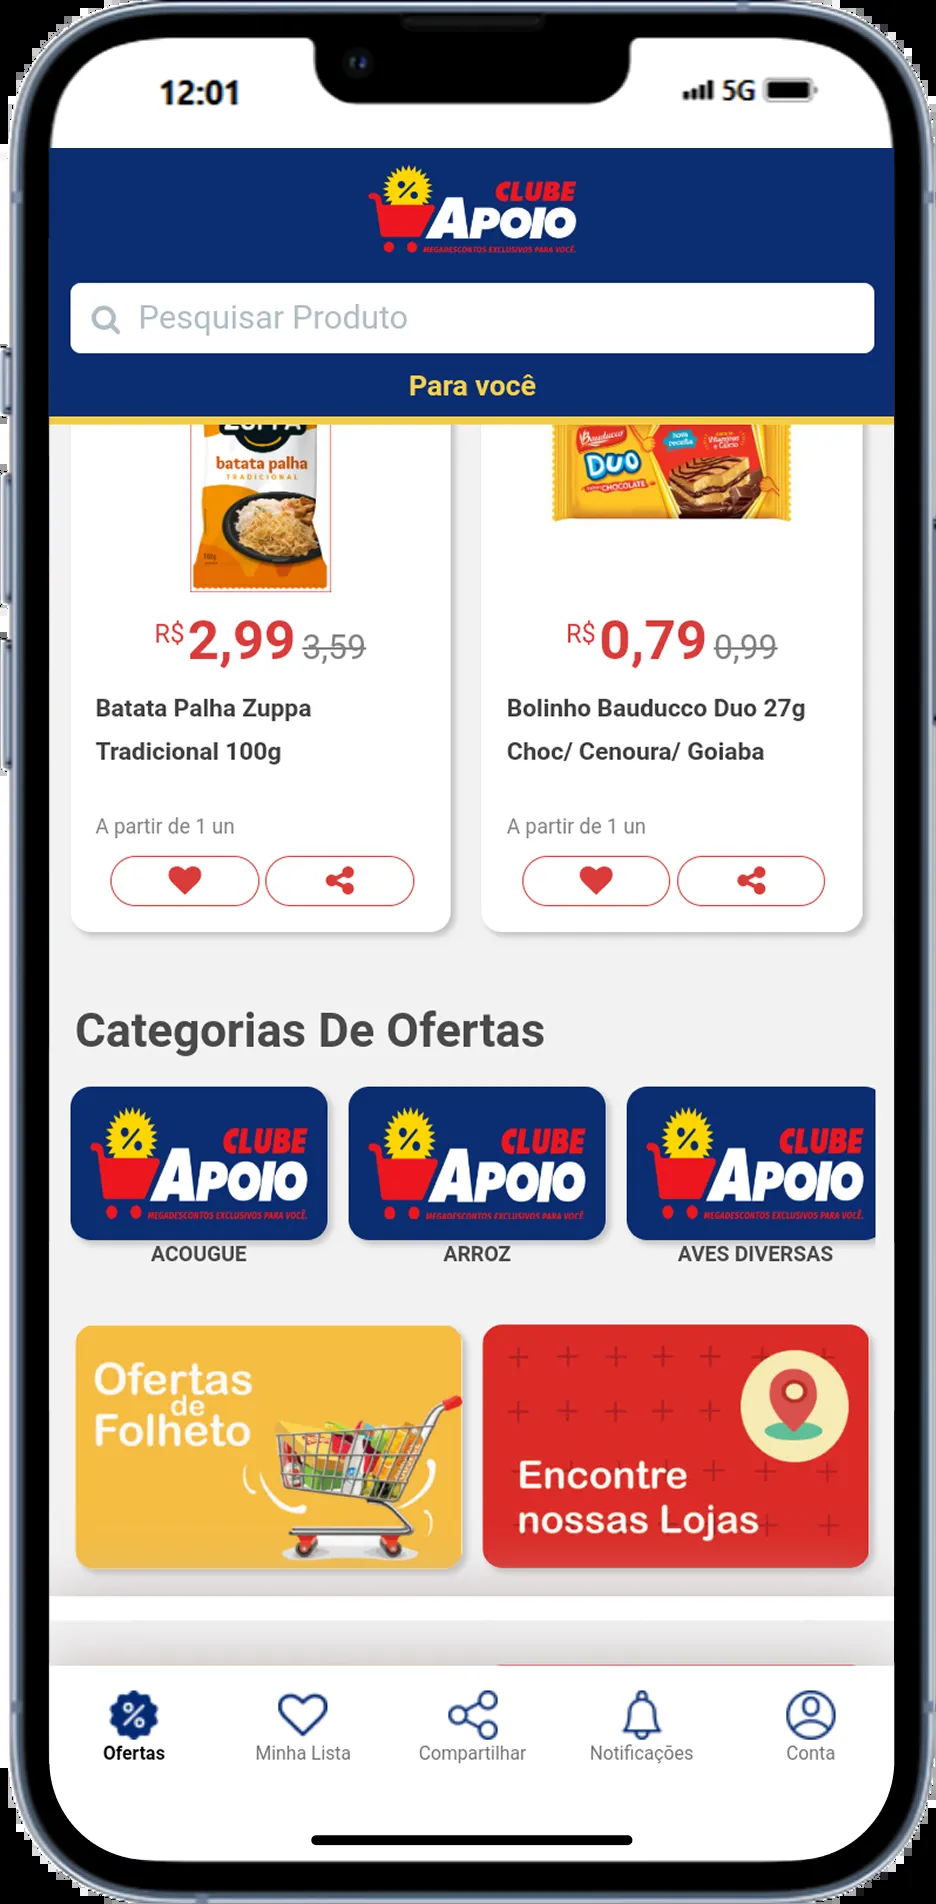 12:01
5G
CLUBE
APOIO
MEGADESCONTOS EXCLUSIVOS PARA VOCÊ.
Pesquisar Produto
Para você
ZUPPA
batata palha
TRADICIONAL
100g
Bauducco
DUO
CHOCOLATE
R$ 2,99 3,59
Batata Palha Zuppa
Tradicional 100g
A partir de 1 un
R$ 0,79 0,99
Bolinho Bauducco Duo 27g
Choc/ Cenoura/ Goiaba
A partir de 1 un
Categorias De Ofertas
CLUBE
APOIO
MEGADESCONTOS EXCLUSIVOS PARA VOCÊ.
ACOUGUE
CLUBE
APOIO
MEGADESCONTOS EXCLUSIVOS PARA VOCÊ.
ARROZ
CLUBE
APOIO
MEGADESCONTOS EXCLUSIVOS PARA VOCÊ.
AVES DIVERSAS
Ofertas
de
Folheto
Encontre
nossas Lojas
Ofertas
Minha Lista
Compartilhar
Notificações
Conta